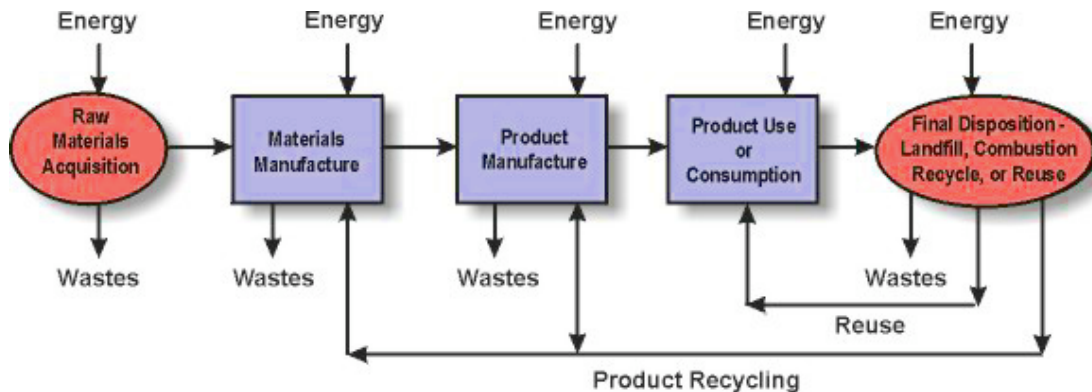 Energy
Energy
Energy
Energy
Energy
Raw
Materials
Acquisition
Materials
Manufacture
Product
Manufacture
Product Use
or
Consumption
Final Disposition -
Landfill, Combustion
Recycle, or Reuse
Wastes
Wastes
Wastes
Wastes
Reuse
Product Recycling